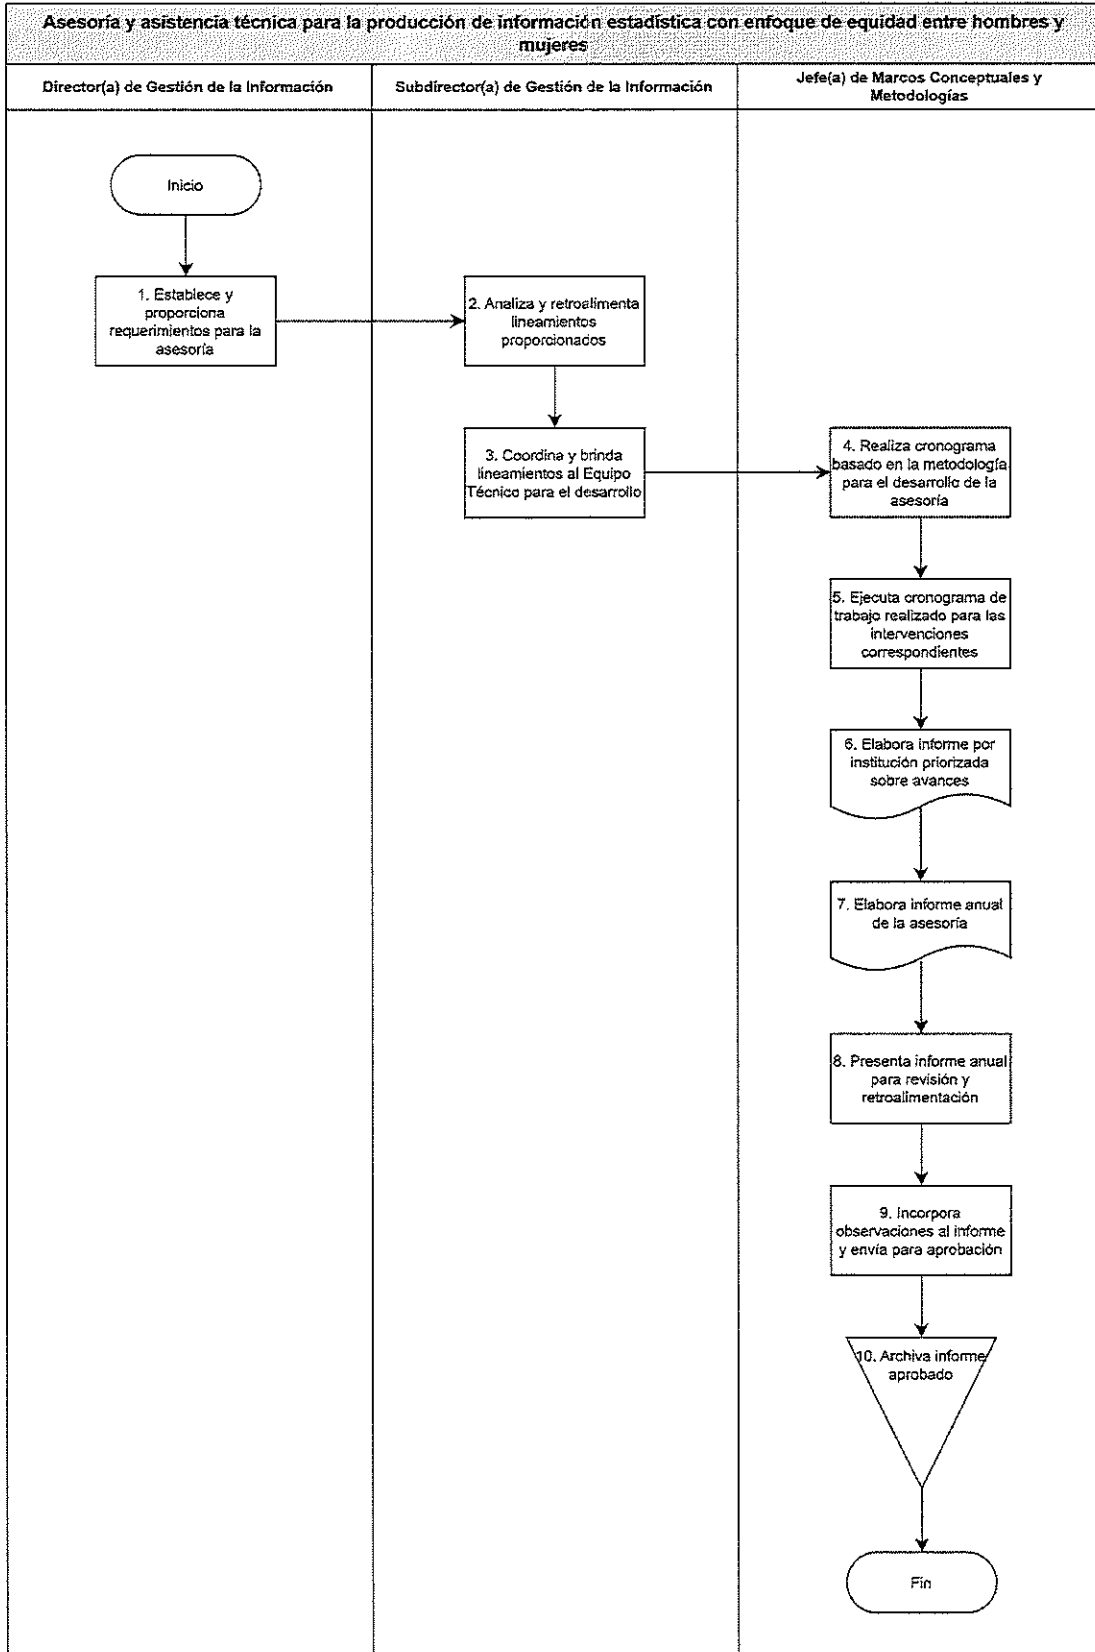 Asesoría y asistencia técnica para la producción de información estadística con enfoque de equidad entre hombres y
mujeres
Director(a) de Gestión de la Información
Subdirector(a) de Gestión de la Información
Jefe(a) de Marcos Conceptuales y
Metodologías
Inicio
1. Establece y
proporciona
requerimientos para la
asesoría
2. Analiza y retroalimenta
lineamientos
proporcionados
3. Coordina y brinda
lineamientos al Equipo
Técnico para el desarrollo
4. Realiza cronograma
basado en la metodología
para el desarrollo de la
asesoría
5. Ejecuta cronograma de
trabajo realizado para las
intervenciones
correspondientes
6. Elabora informe por
institución priorizada
sobre avances
7. Elabora informe anual
de la asesoría
8. Presenta informe anual
para revisión y
retroalimentación
9. Incorpora
observaciones al informe
y envía para aprobación
10. Archiva informe
aprobado
Fin